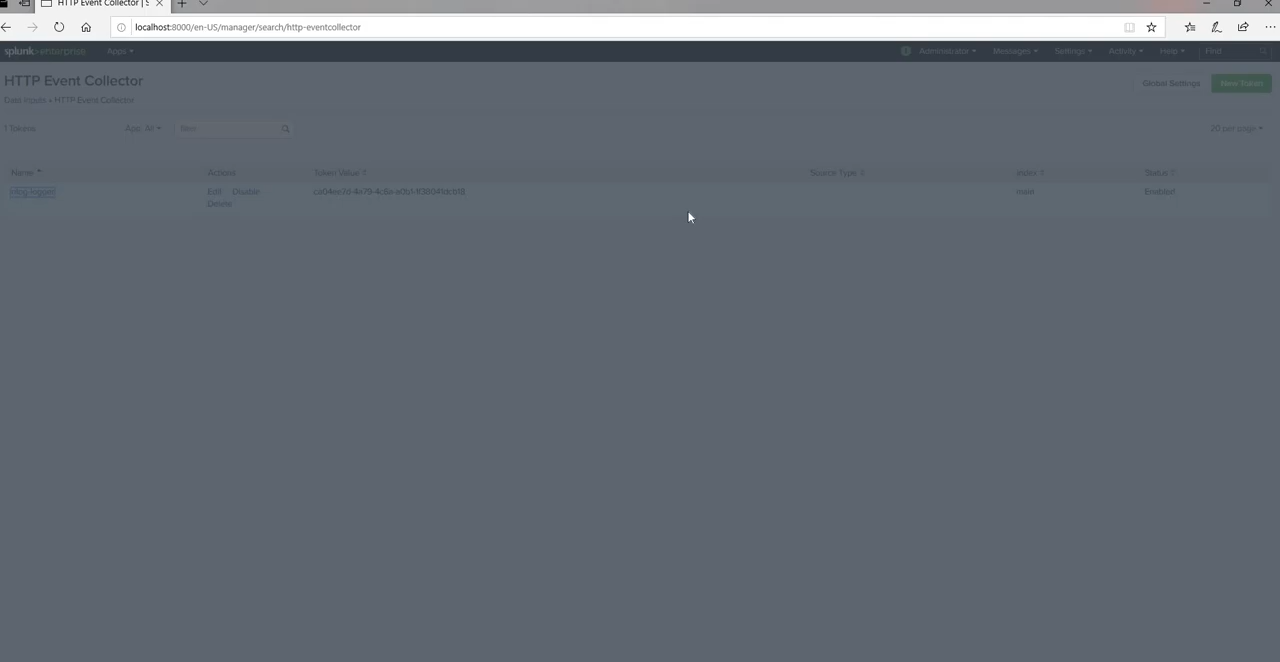 HTTP Event Collector | S
localhost:8000/en-US/manager/search/http-eventcollector
splunk>enterprise Apps Administrator Messages Settings Activity Help Find
HTTP Event Collector
Data inputs » HTTP Event Collector
Global Settings New Token
1 Tokens App: All filter 20 per page
Name Actions Token Value Source Type Index Status
Edit Disable main Enabled
Delete